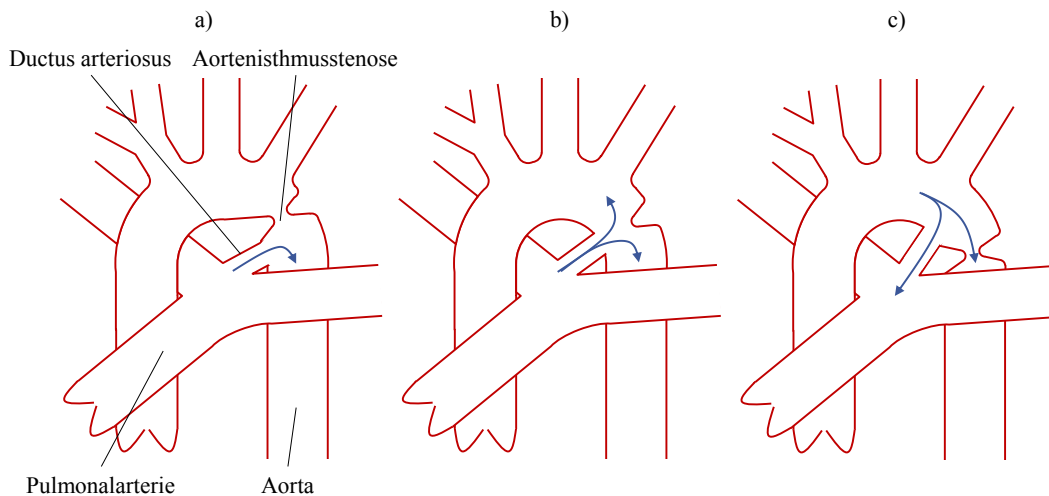 a)
b)
c)
Ductus arteriosus
Aortenisthmusstenose
Pulmonalarterie
Aorta